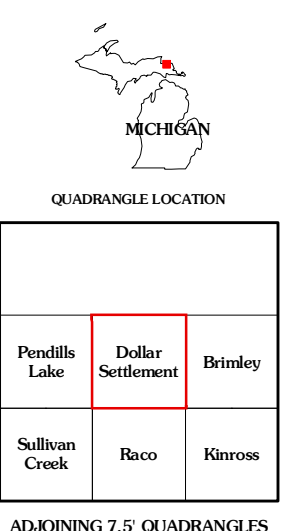 MICHIGAN
QUADRANGLE LOCATION
Pendills
Lake
Dollar
Settlement
Brimley
Sullivan
Creek
Raco
Kinross
ADJOINING 7.5' QUADRANGLES